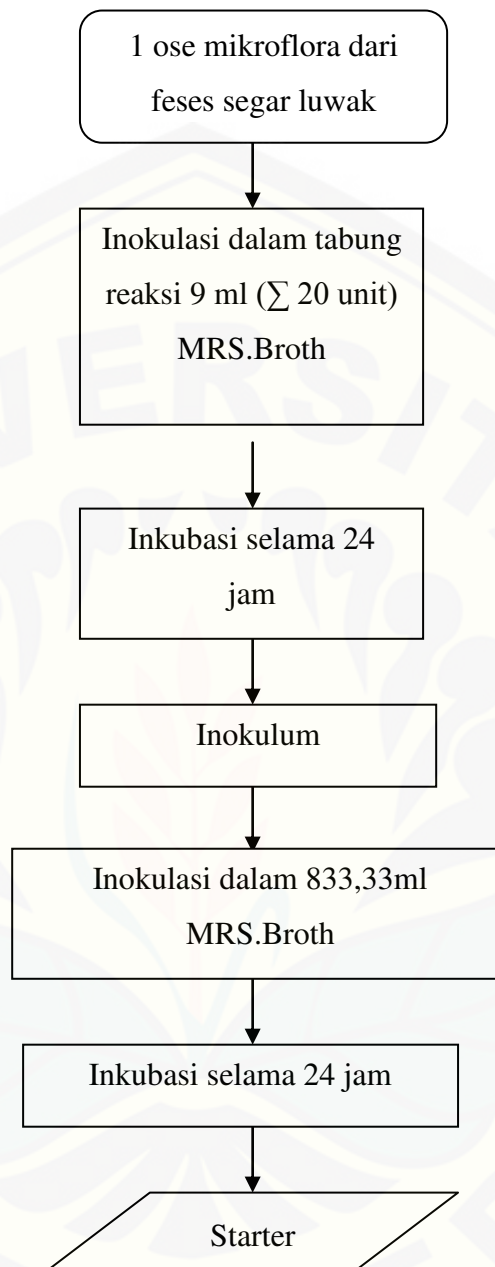 1 ose mikroflora dari
feses segar luwak
Inokulasi dalam tabung
reaksi 9 ml (∑ 20 unit)
MRS.Broth
Inkubasi selama 24
jam
Inokulum
Inokulasi dalam 833,33ml
MRS.Broth
Inkubasi selama 24 jam
Starter